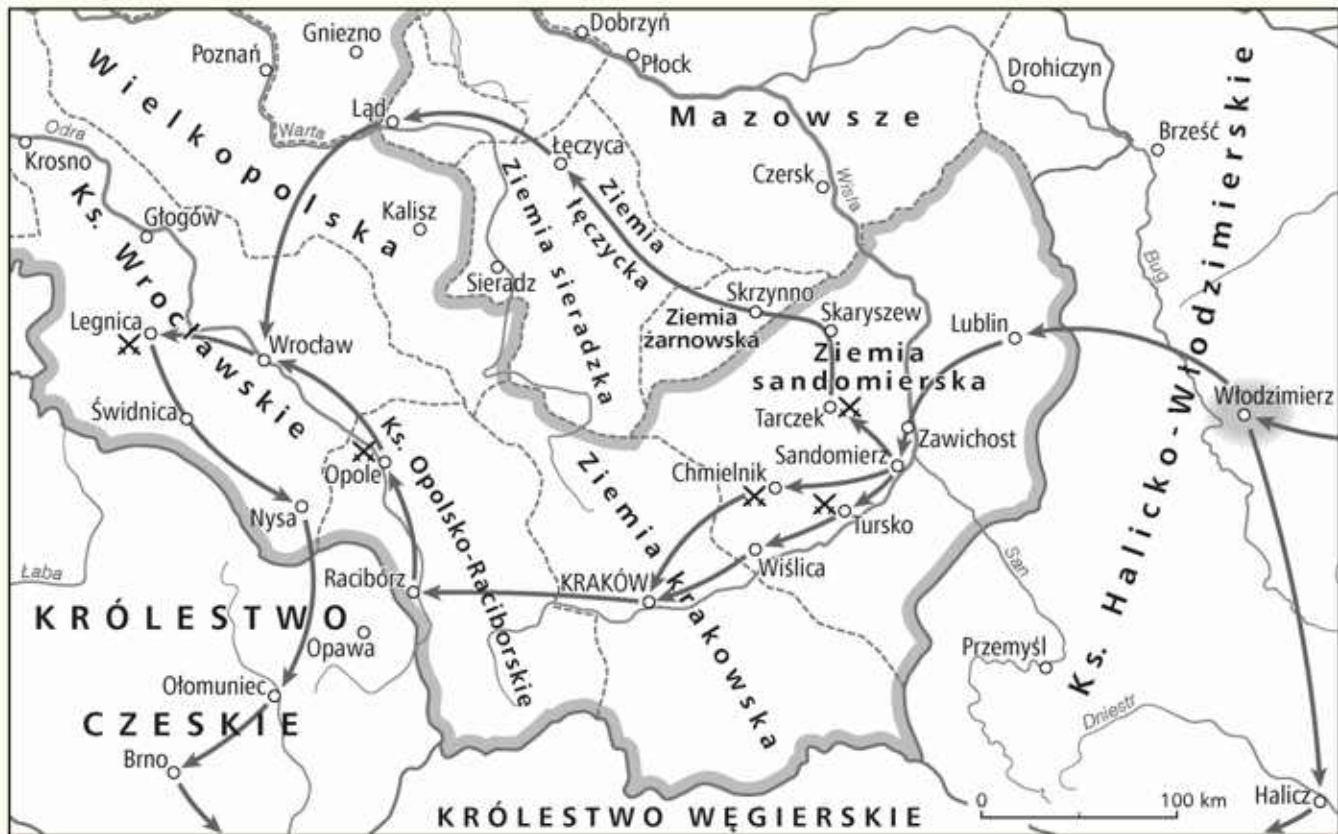 Dobrzyń
Gniezno
Poznań
Płock
Drohiczyn
Wielkopolska
Ląd
Mazowsze
Warta
Odra
Krosno
Łęczyca
Brześć
Czersk
Wisła
Ziemia
łęczycka
Ziemia sieradzka
Głogów
Kalisz
Sieradz
Ks. Wrocławskie
Bug
Ks. Halicko-Włodzimierskie
Skrzynno
Skaryszew
Legnica
Wrocław
Ziemia
żarnowska
Lublin
Ziemia
sandomierska
Włodzimierz
Świdnica
Tarczek
Zawichost
Sandomierz
Chmielnik
Opole
Ks. Opolsko-Raciborskie
Ziemia krakowska
Nysa
Tursko
Wiślica
San
Łaba
Racibórz
KRAKÓW
KRÓLESTWO
CZESKIE
Opawa
Przemyśl
Ołomuniec
Dniestr
Brno
0 100 km
Halicz
KRÓLESTWO WĘGIERSKIE